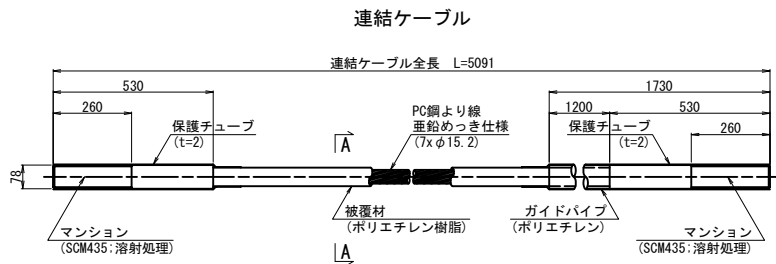 連結ケーブル
連結ケーブル全長 L=5091
530
1730
260
1200
530
260
保護チューブ
(t=2)
A
PC鋼より線
亜鉛めっき仕様
(7xφ15.2)
保護チューブ
(t=2)
78
マンション
(SCM435;溶射処理)
被覆材
(ポリエチレン樹脂)
ガイドパイプ
(ポリエチレン)
マンション
(SCM435;溶射処理)
A